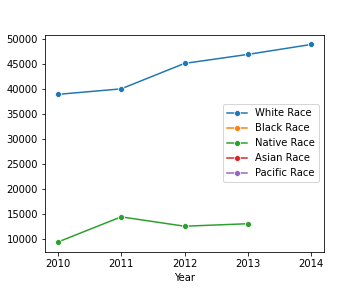 50000
45000
40000
35000
30000
25000
20000
15000
10000
White Race
Black Race
Native Race
Asian Race
Pacific Race
2010 2011 2012 2013 2014
Year